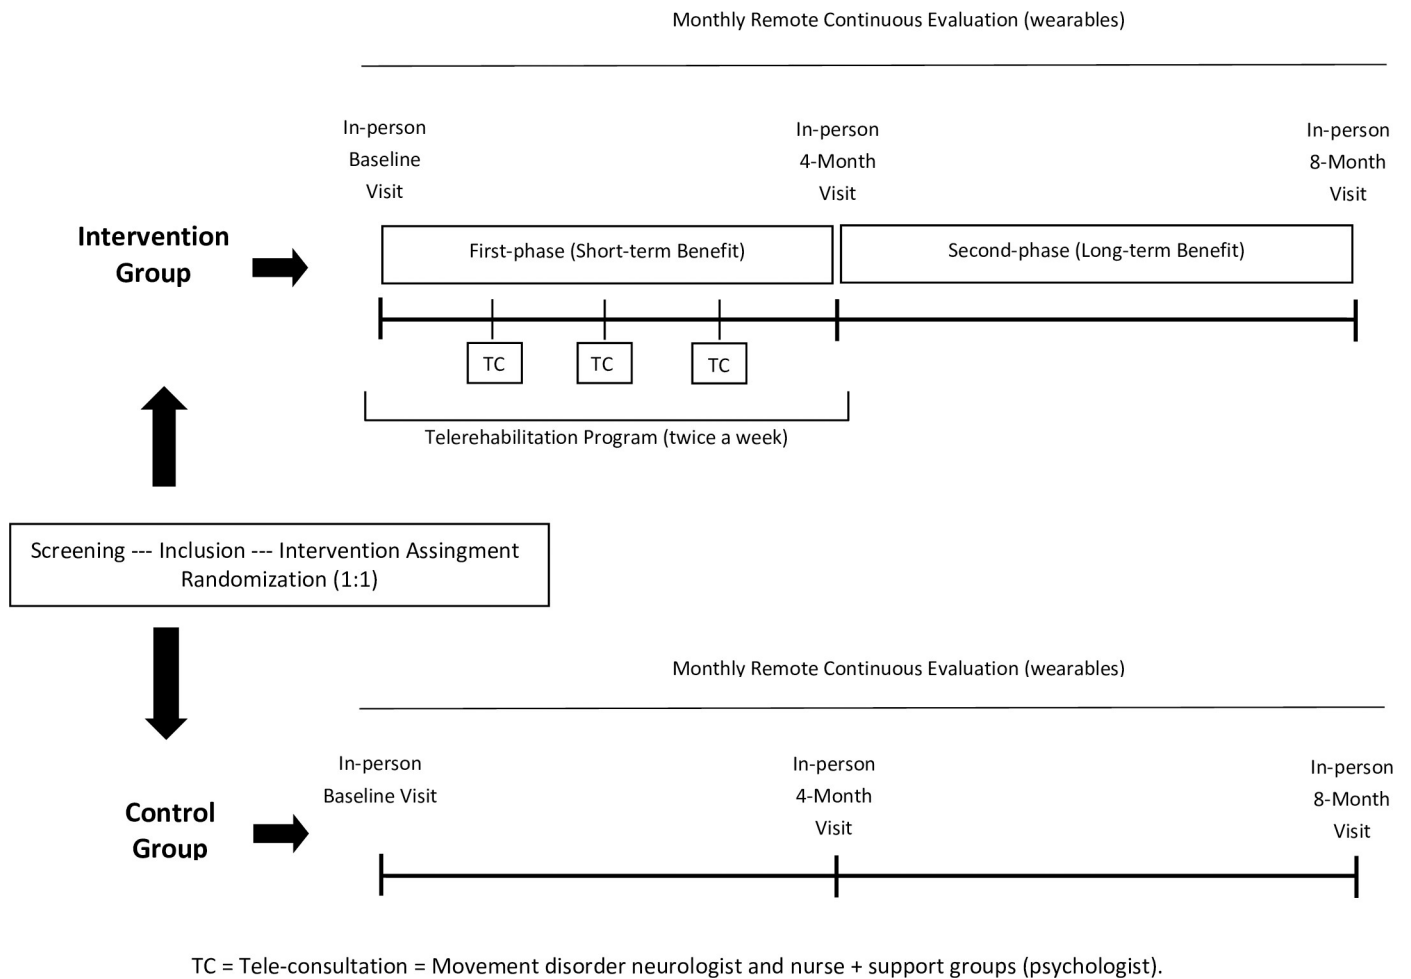 Monthly Remote Continuous Evaluation (wearables)
In-person
Baseline
Visit
In-person
4-Month
Visit
In-person
8-Month
Visit
Intervention
Group
First-phase (Short-term Benefit)
Second-phase (Long-term Benefit)
TC
TC
TC
Telerehabilitation Program (twice a week)
Screening --- Inclusion --- Intervention Assingment
Randomization (1:1)
Monthly Remote Continuous Evaluation (wearables)
In-person
Baseline Visit
In-person
4-Month
Visit
In-person
8-Month
Visit
Control
Group
TC = Tele-consultation = Movement disorder neurologist and nurse + support groups (psychologist).